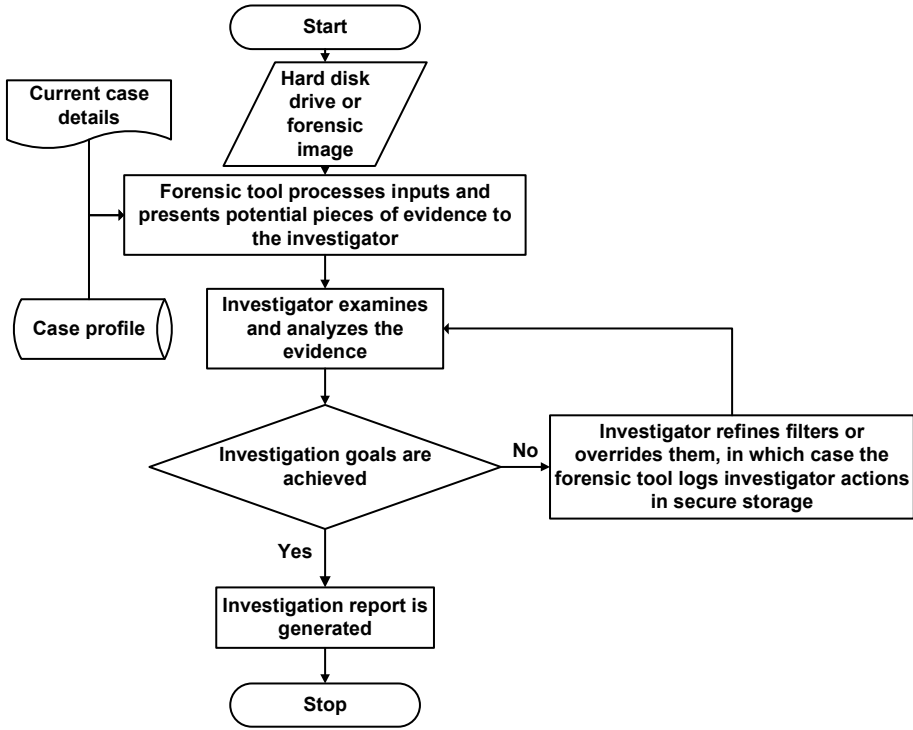 Start
Hard disk
drive or
forensic
image
Current case
details
Forensic tool processes inputs and
presents potential pieces of evidence to
the investigator
Case profile
Investigator examines
and analyzes the
evidence
Investigation goals are
achieved
No
Investigator refines filters or
overrides them, in which case the
forensic tool logs investigator actions
in secure storage
Yes
Investigation report is
generated
Stop